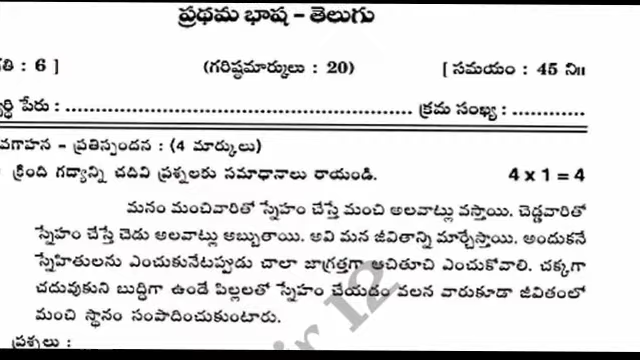 ప్రథమ భాష - తెలుగు
గతి : 6 ] (గరిష్ఠమార్కులు : 20) [ సమయం : 45 ని॥
పేరు : ........................................................ క్రమ సంఖ్య : ............
వగాహన - ప్రతిస్పందన : (4 మార్కులు)
క్రింది గద్యాన్ని చదివి ప్రశ్నలకు సమాధానాలు రాయండి. 4 x 1 = 4
మనం మంచివారితో స్నేహం చేస్తే మంచి అలవాట్లు వస్తాయి. చెడ్డవారితో
స్నేహం చేస్తే చెడు అలవాట్లు అబ్బుతాయి. అవి మన జీవితాన్ని మార్చేస్తాయి. అందుకనే
స్నేహితులను ఎంచుకునేటప్పుడు చాలా జాగ్రత్తగా ఆచితూచి ఎంచుకోవాలి. చక్కగా
చదువుకుని బుద్ధిగా ఉండే పిల్లలతో స్నేహం చేయడం వలన వారుకూడా జీవితంలో
మంచి స్థానం సంపాదించుకుంటారు.
ప్రశ్నలు :